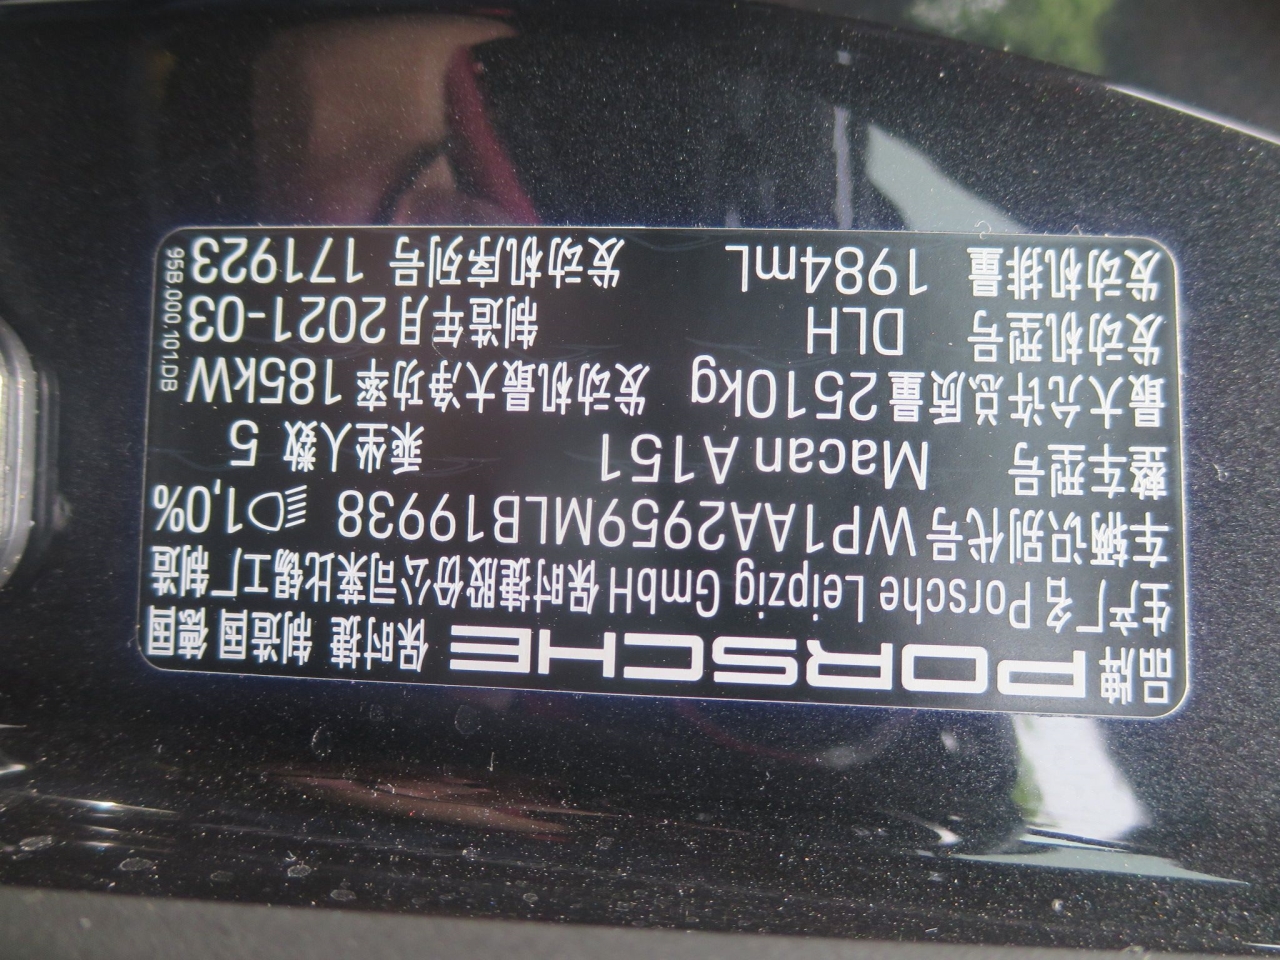 品牌 PORSCHE 保时捷 制造国 德国
生产厂名 Porsche Leipzig GmbH 保时捷股份公司莱比锡工厂制造
车辆识别代号 WP1AA2959MLB19938 1,0%
整车型号 Macan A151 乘坐人数 5
最大允许总质量 2510kg 发动机最大净功率 185kW
发动机型号 DLH 制造年月 2021-03
发动机排量 1984mL 发动机序列号 171923
95B.000.101.DB